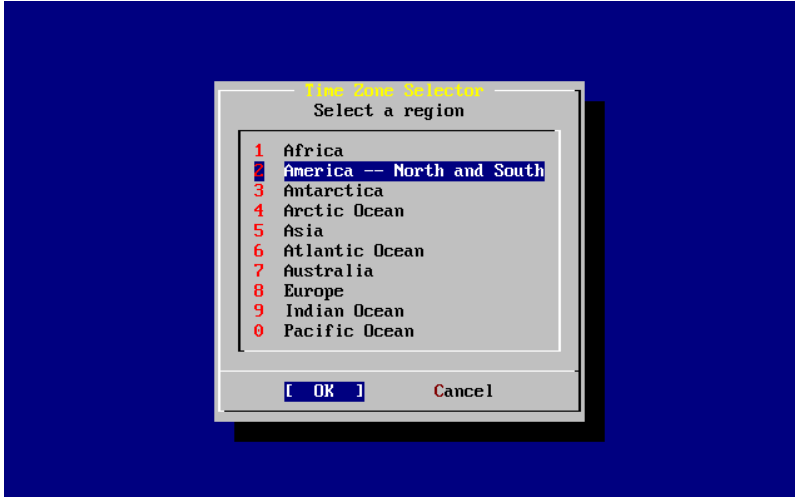 Time Zone Selector
Select a region
1 Africa
2 America -- North and South
3 Antarctica
4 Arctic Ocean
5 Asia
6 Atlantic Ocean
7 Australia
8 Europe
9 Indian Ocean
0 Pacific Ocean
[ OK ] Cancel